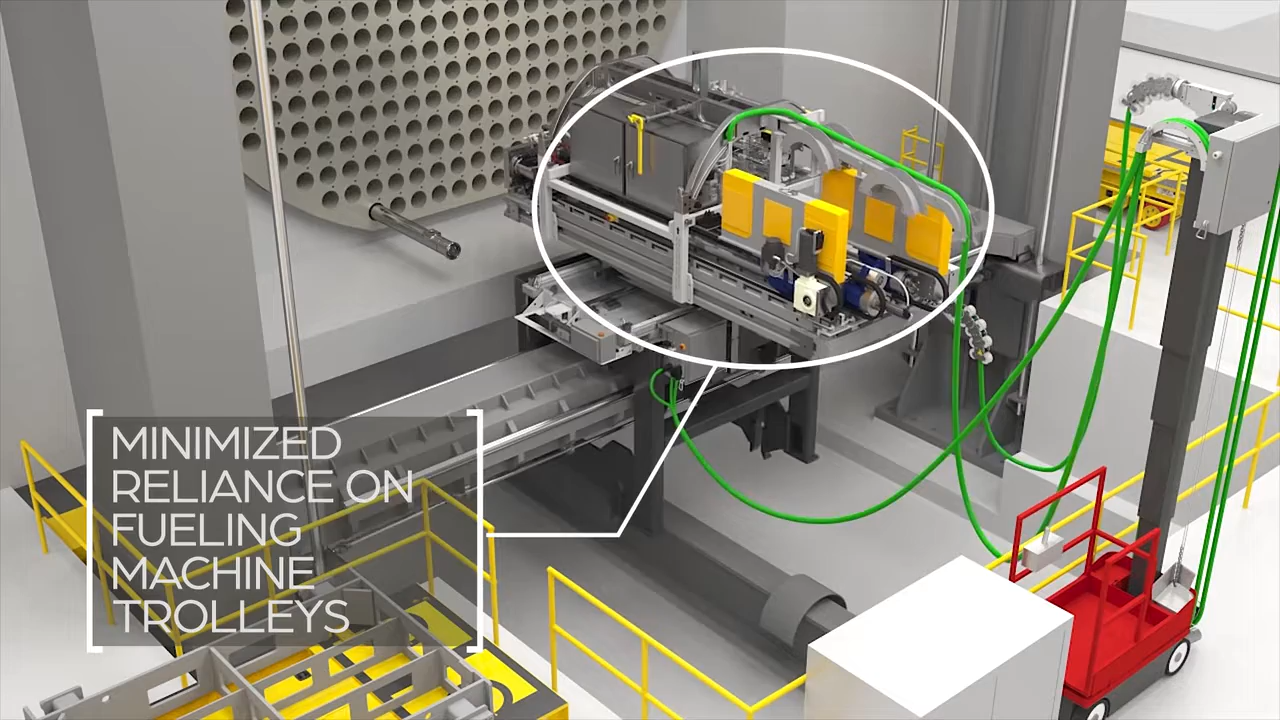 MINIMIZED
RELIANCE ON
FUELING
MACHINE
TROLLEYS